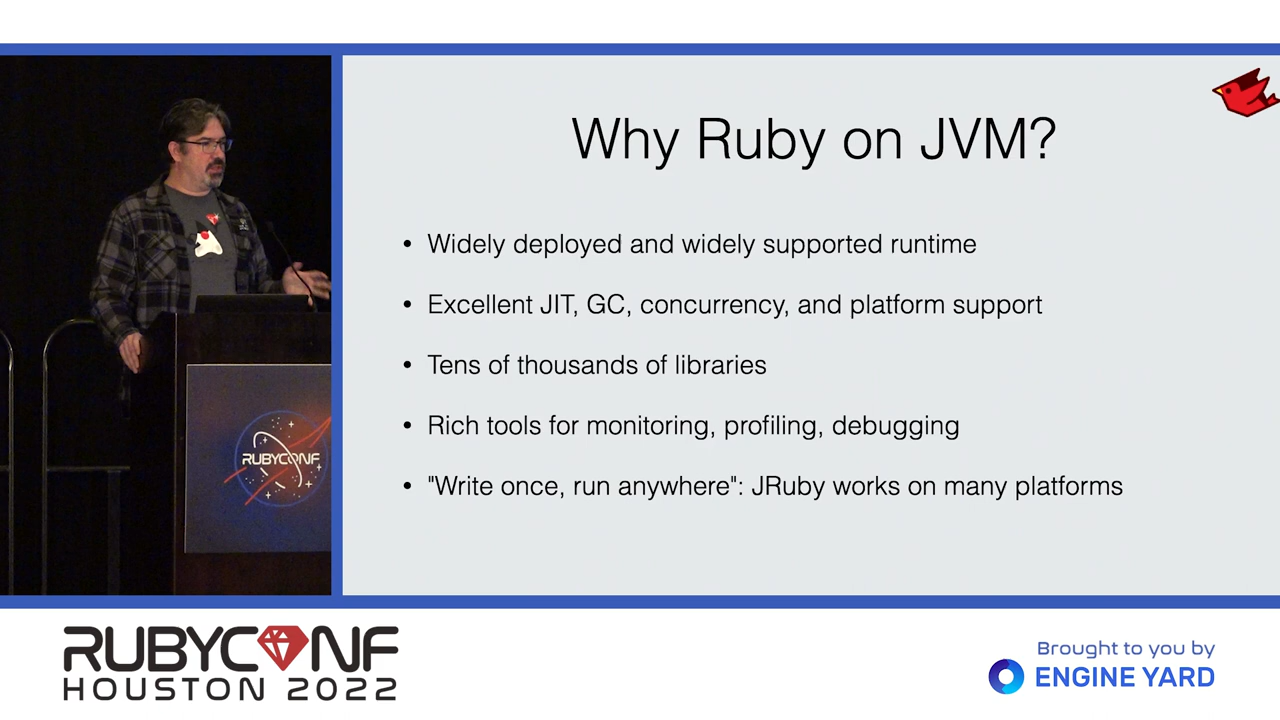 Why Ruby on JVM?
• Widely deployed and widely supported runtime
• Excellent JIT, GC, concurrency, and platform support
• Tens of thousands of libraries
• Rich tools for monitoring, profiling, debugging
• "Write once, run anywhere": JRuby works on many platforms
RUBYCONF
RUBYCONF
HOUSTON 2022
Brought to you by
ENGINE YARD